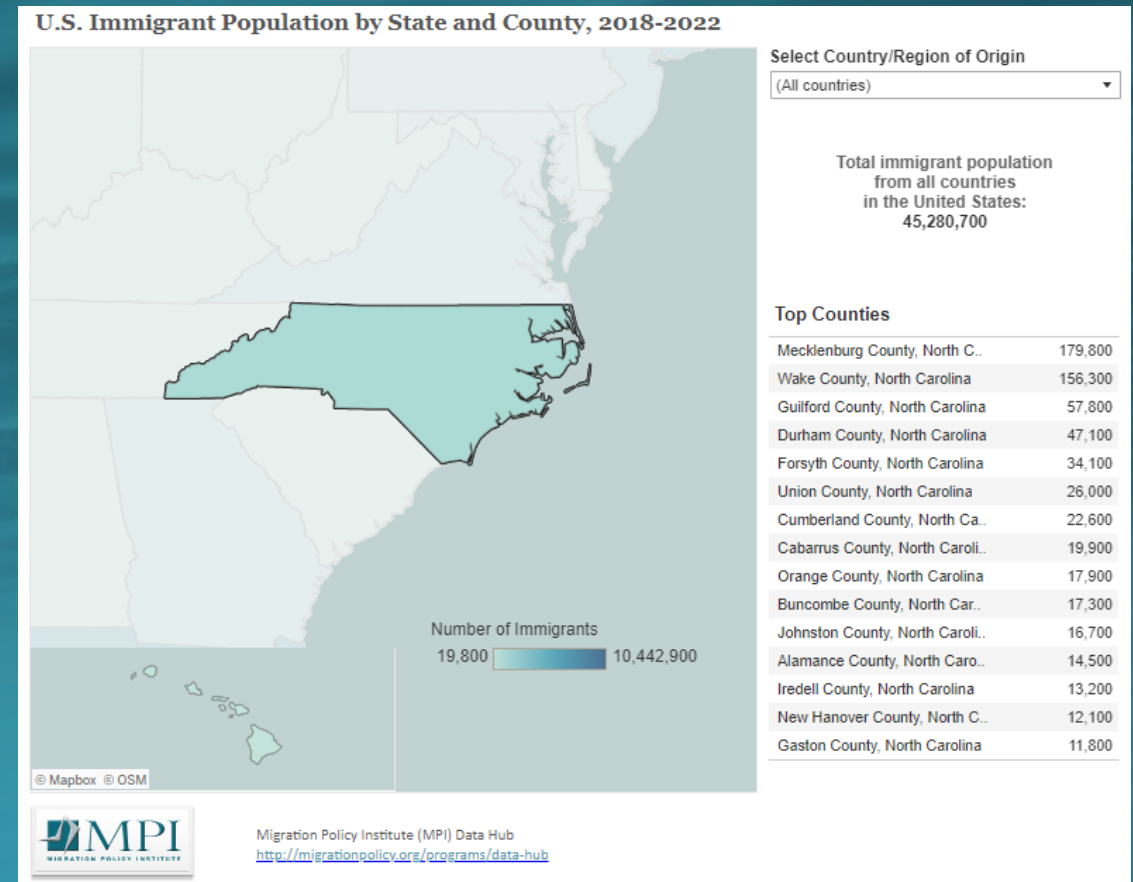 U.S. Immigrant Population by State and County, 2018-2022
Select Country/Region of Origin
(All countries)
Total immigrant population
from all countries
in the United States:
45,280,700
Top Counties
Mecklenburg County, North C.. 179,800
Wake County, North Carolina 156,300
Guilford County, North Carolina 57,800
Durham County, North Carolina 47,100
Forsyth County, North Carolina 34,100
Union County, North Carolina 26,000
Cumberland County, North Ca.. 22,600
Cabarrus County, North Caroli.. 19,900
Orange County, North Carolina 17,900
Buncombe County, North Car.. 17,300
Johnston County, North Caroli.. 16,700
Alamance County, North Caro.. 14,500
Iredell County, North Carolina 13,200
New Hanover County, North C.. 12,100
Gaston County, North Carolina 11,800
Number of Immigrants
19,800 10,442,900
© Mapbox © OSM
MPI
MIGRATION POLICY INSTITUTE
Migration Policy Institute (MPI) Data Hub
http://migrationpolicy.org/programs/data-hub